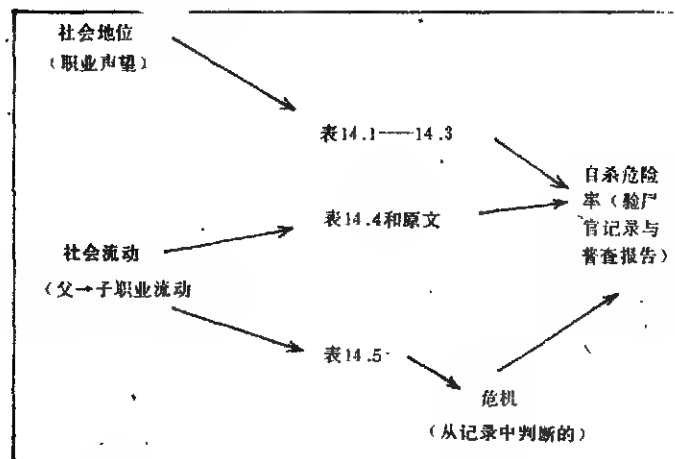 社会地位
（职业声望）
表14.1——14.3
自杀危险
率（验尸
官记录与
普查报告）
表14.4和原文
社会流动
（父→子职业流动
表14.5
危机
（从记录中判断的）